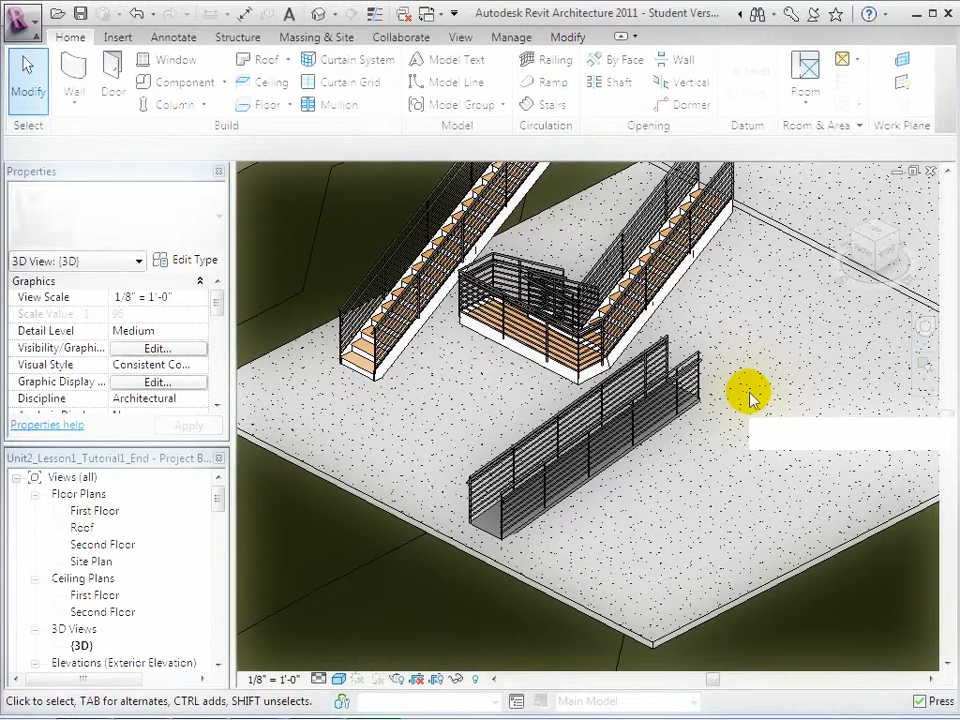 Autodesk Revit Architecture 2011 - Student Vers...
Home Insert Annotate Structure Massing & Site Collaborate View Manage Modify
Modify Wall Door Window Component Column Roof Ceiling Floor Curtain System Curtain Grid Mullion Model Text Model Line Model Group Railing Ramp Stairs By Face Shaft Wall Vertical Dormer Level Grid Room
Select Build Model Circulation Opening Datum Room & Area Work Plane
Properties
3D View: {3D} Edit Type
Graphics
View Scale 1/8" = 1'-0"
Scale Value 1 96
Detail Level Medium
Visibility/Graphi... Edit...
Visual Style Consistent Co...
Graphic Display ... Edit...
Discipline Architectural
Properties help Apply
Unit2_Lesson1_Tutorial1_End - Project B...
Views (all)
Floor Plans
First Floor
Roof
Second Floor
Site Plan
Ceiling Plans
First Floor
Second Floor
3D Views
{3D}
Elevations (Exterior Elevation)
1/8" = 1'-0"
Click to select, TAB for alternates, CTRL adds, SHIFT unselects. Main Model Press